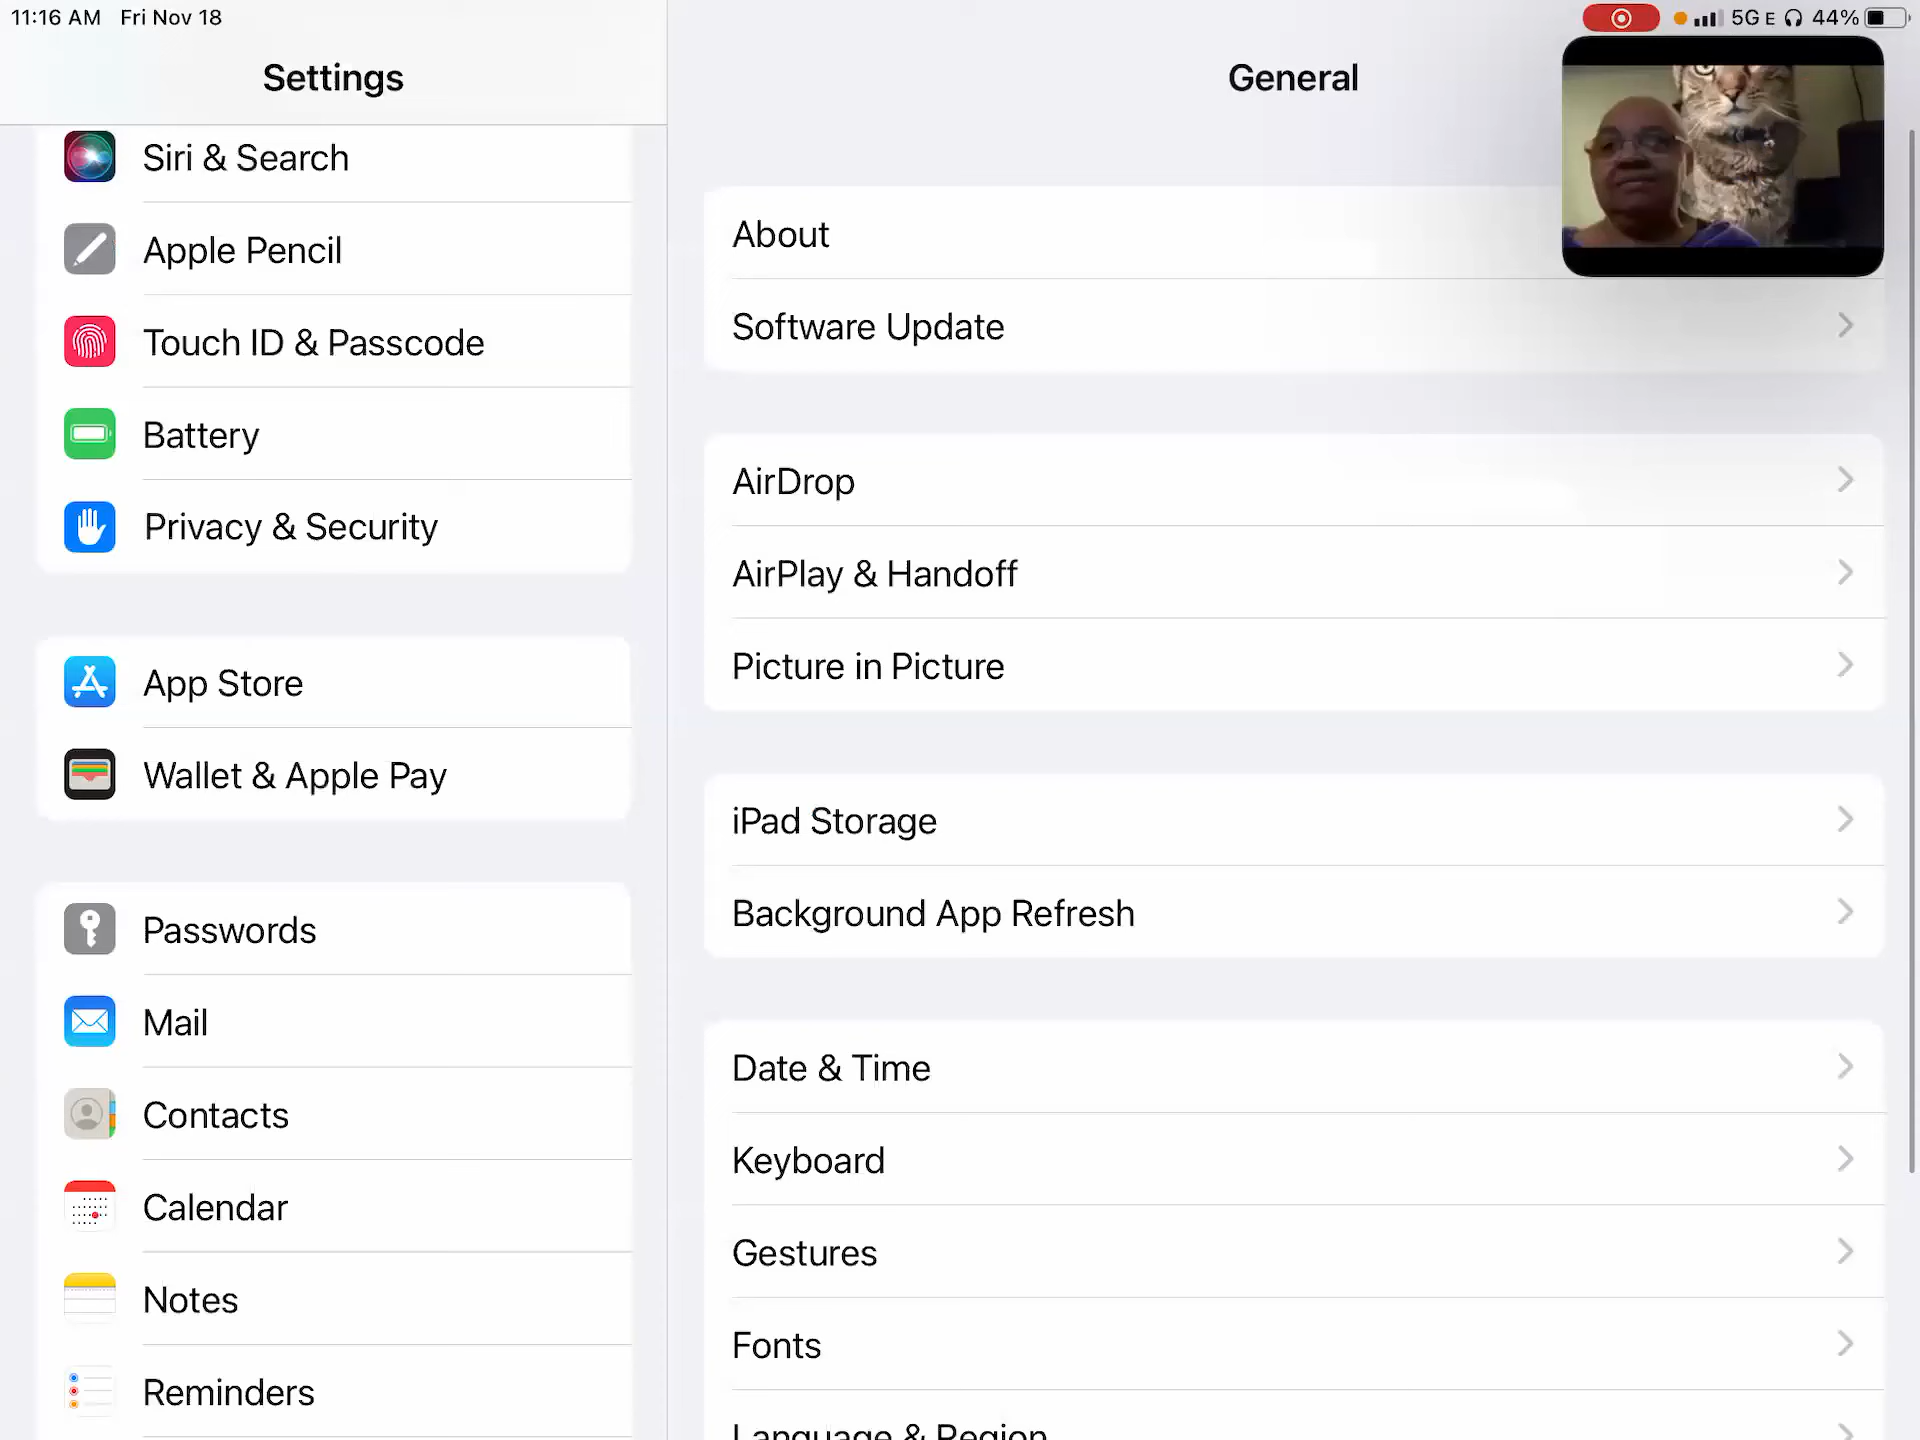 11:16 AM Fri Nov 18
5G E 44%
Settings
Siri & Search
Apple Pencil
Touch ID & Passcode
Battery
Privacy & Security
App Store
Wallet & Apple Pay
Passwords
Mail
Contacts
Calendar
Notes
Reminders
General
About
Software Update
AirDrop
AirPlay & Handoff
Picture in Picture
iPad Storage
Background App Refresh
Date & Time
Keyboard
Gestures
Fonts
Language & Region